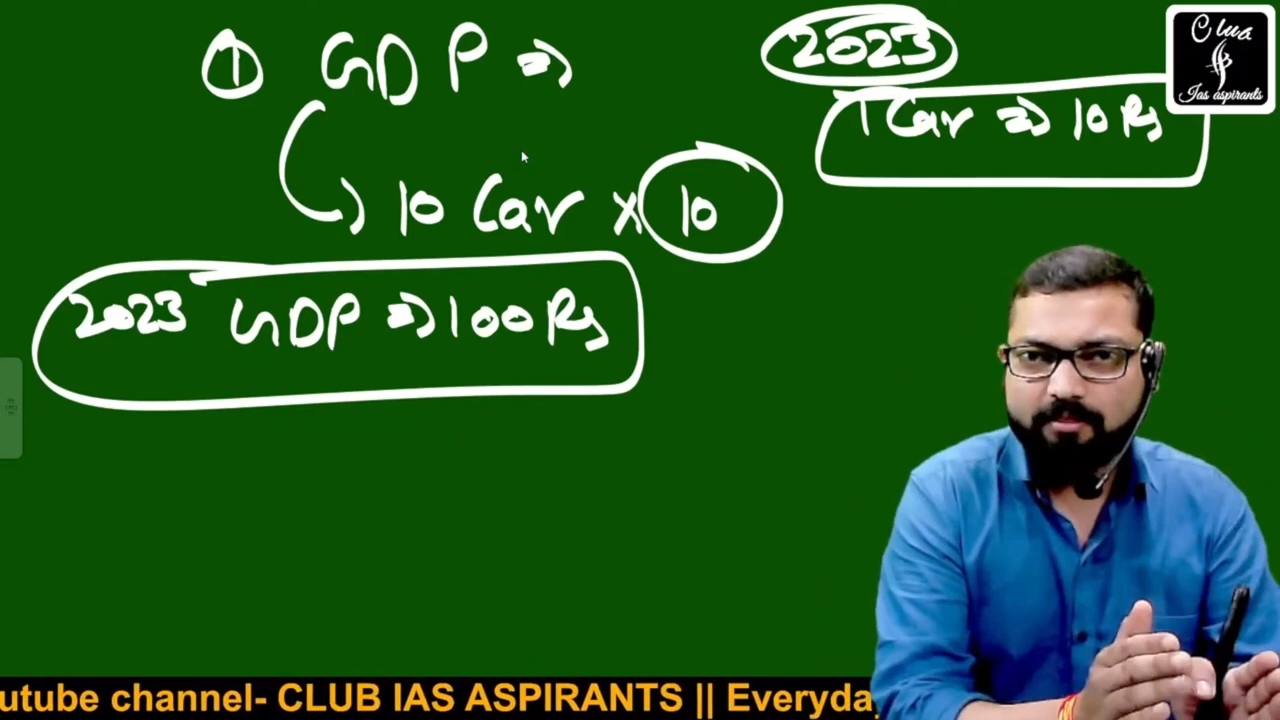 ① GDP ⇒
2023
1 Car ⇒ 10 Rs
10 Car × 10
2023 GDP ⇒ 100 Rs
Club
Ias aspirants
utube channel- CLUB IAS ASPIRANTS || Everyda